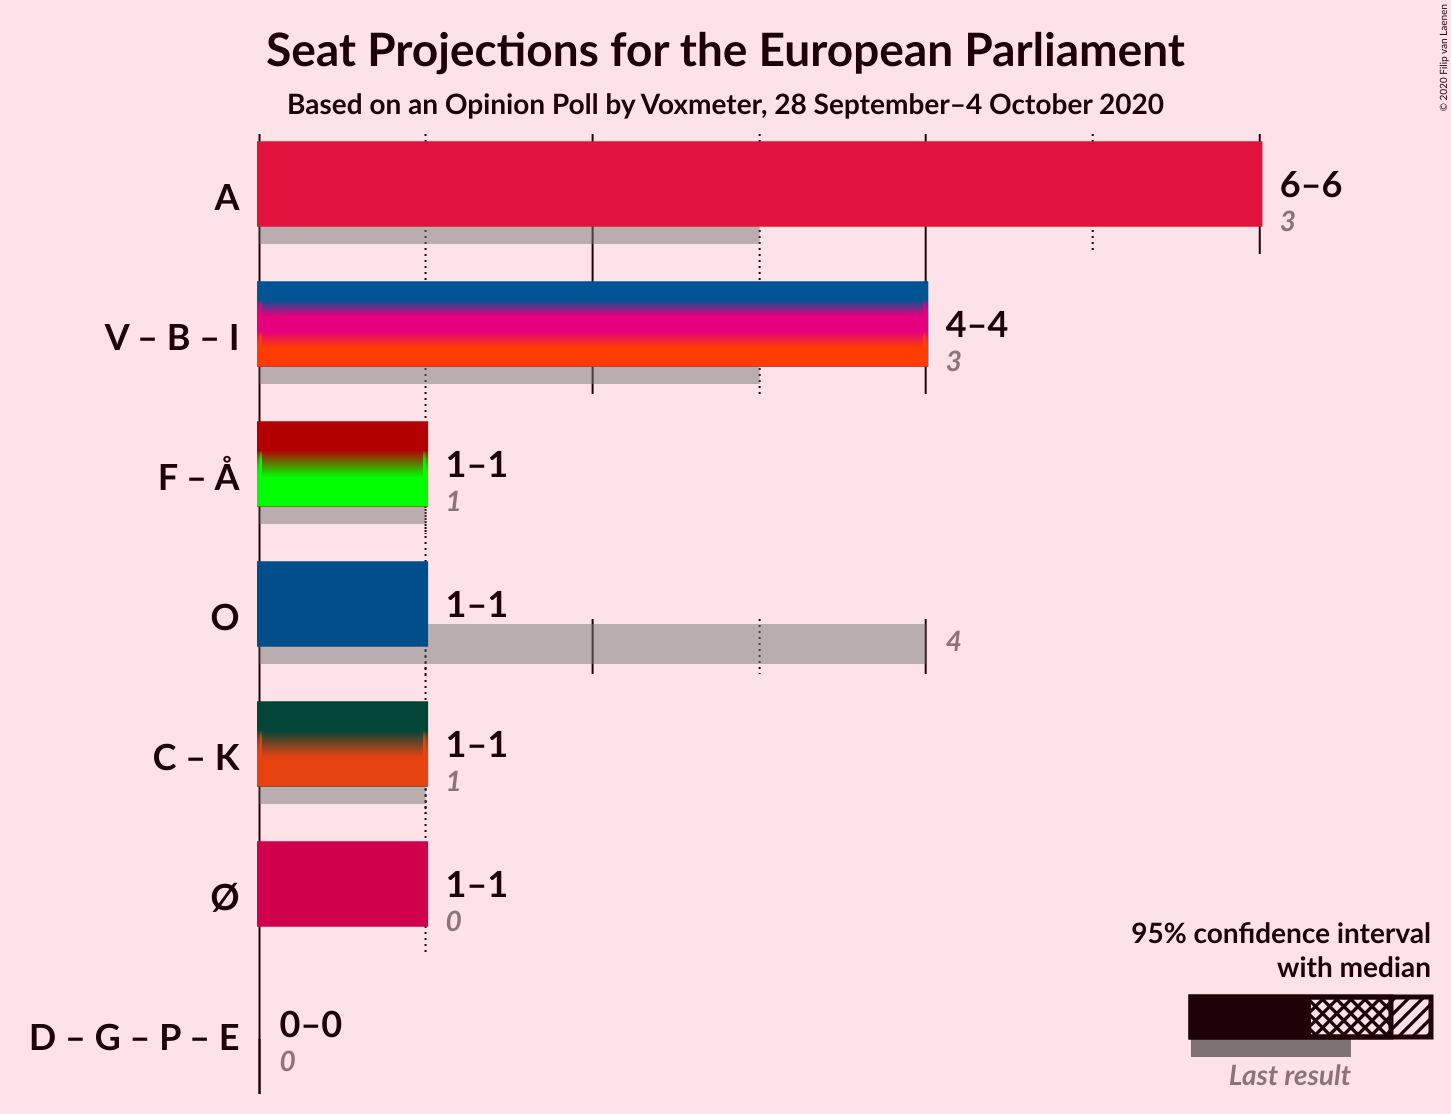 Seat Projections for the European Parliament
Based on an Opinion Poll by Voxmeter, 28 September–4 October 2020
© 2020 Filip van Laenen
A
6–6
3
V – B – I
4–4
3
F – Å
1–1
1
O
1–1
4
C – K
1–1
1
Ø
1–1
0
D – G – P – E
0–0
0
95% confidence interval
with median
Last result